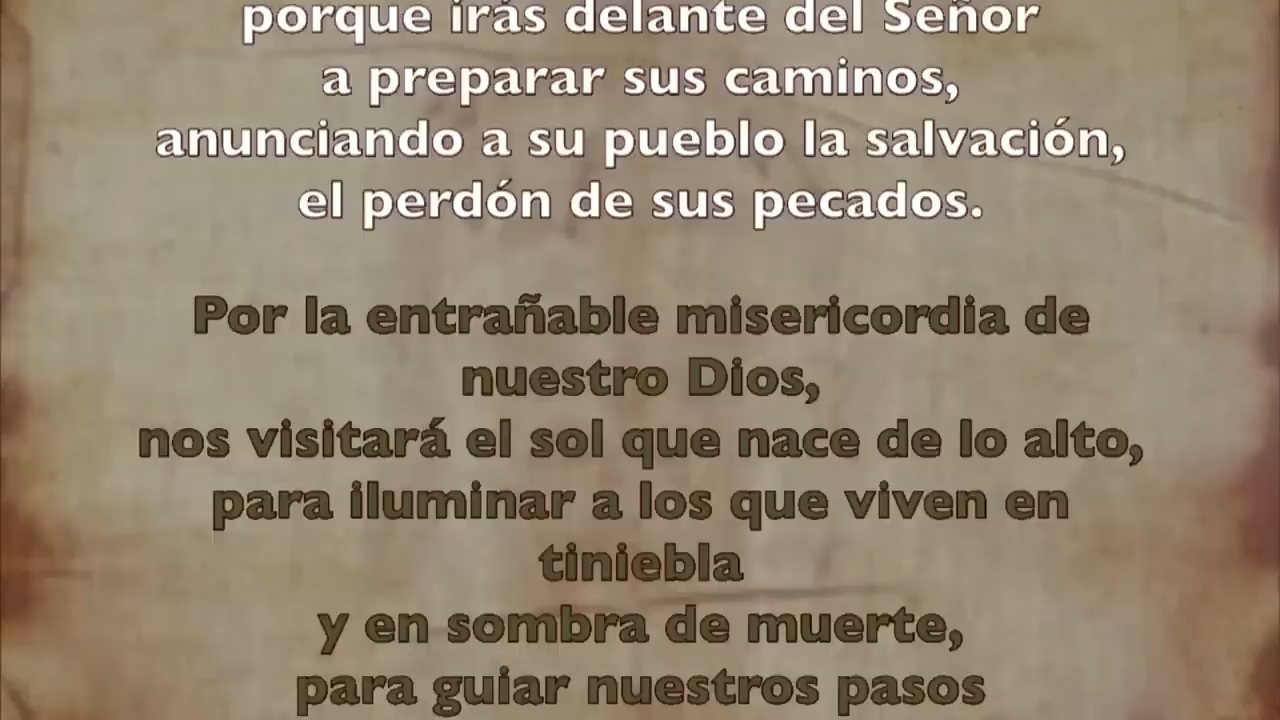 porque irás delante del Señor
a preparar sus caminos,
anunciando a su pueblo la salvación,
el perdón de sus pecados.
Por la entrañable misericordia de
nuestro Dios,
nos visitará el sol que nace de lo alto,
para iluminar a los que viven en
tiniebla
y en sombra de muerte,
para guiar nuestros pasos